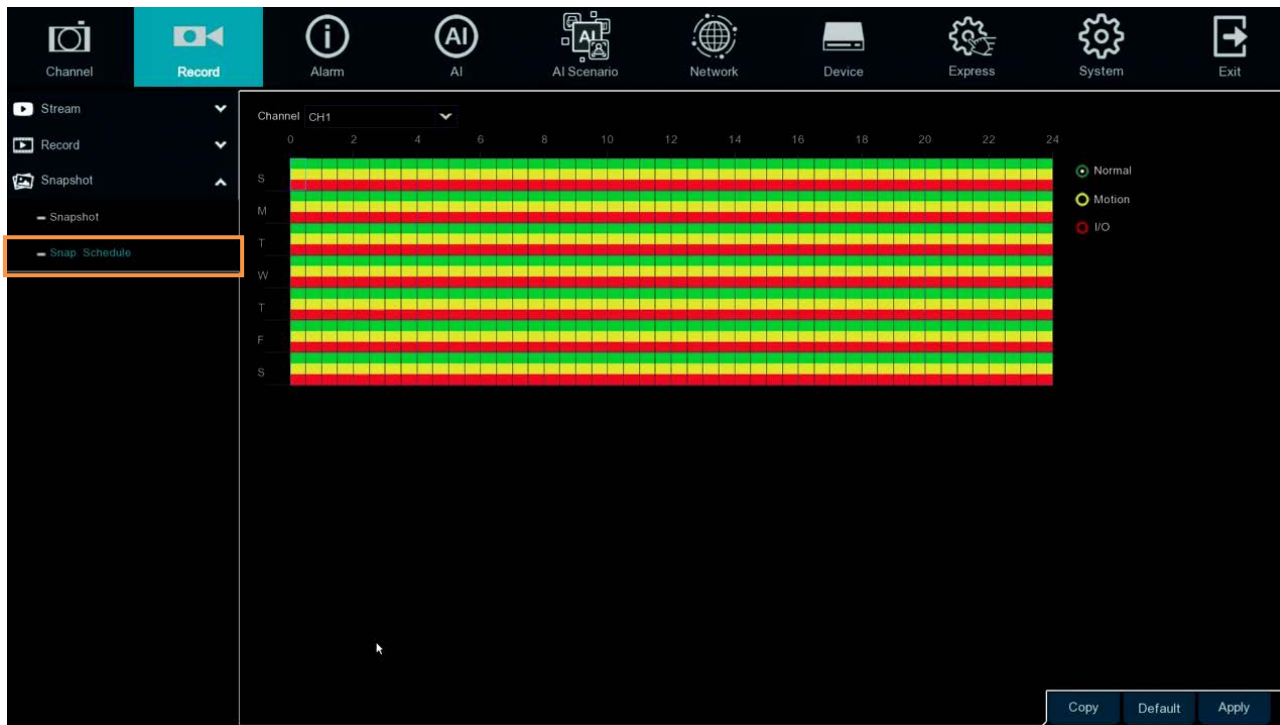 Channel Record Alarm AI AI Scenario Network Device Express System Exit
Stream
Record
Snapshot
Snapshot
Snap Schedule
Channel CH1
0 2 4 6 8 10 12 14 16 18 20 22 24
S
M
T
W
T
F
S
Normal
Motion
I/O
Copy Default Apply